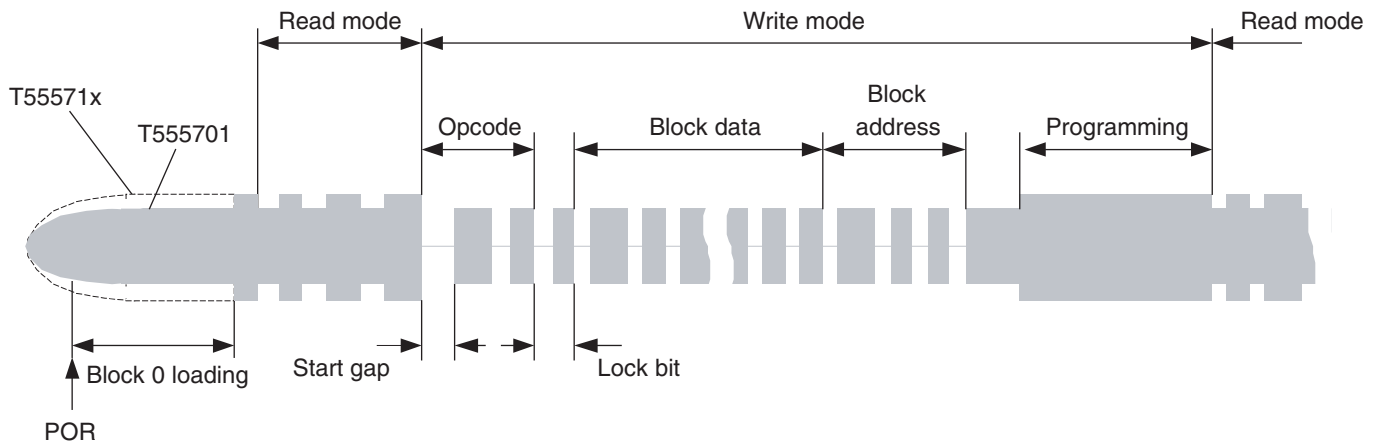 Read mode
Write mode
Read mode
T55571x
T555701
Opcode
Block data
Block
address
Programming
Block 0 loading
Start gap
Lock bit
POR